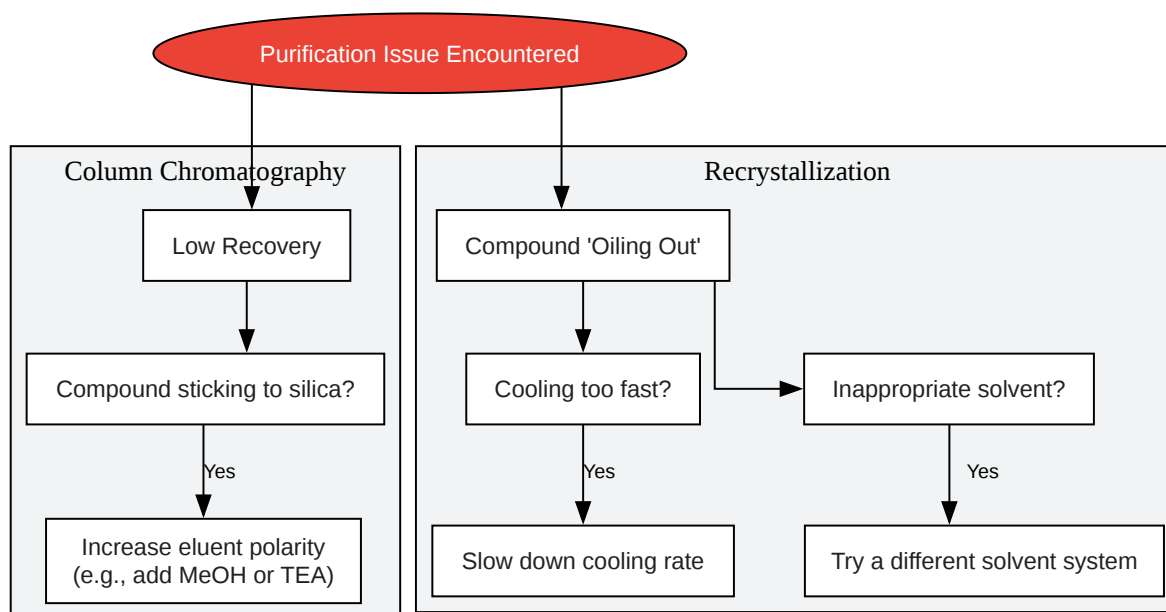 Purification Issue Encountered
Column Chromatography
Low Recovery
Compound sticking to silica?
Yes
Increase eluent polarity
(e.g., add MeOH or TEA)
Recrystallization
Compound 'Oiling Out'
Cooling too fast?
Inappropriate solvent?
Yes
Yes
Slow down cooling rate
Try a different solvent system